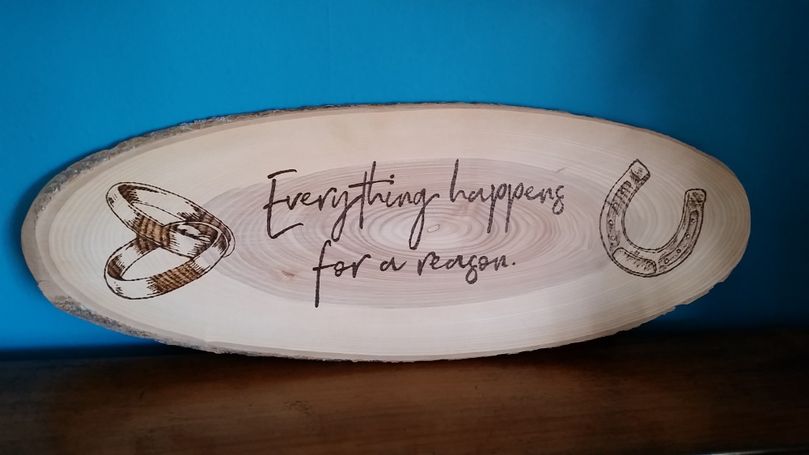 Everything happens
for a reason.